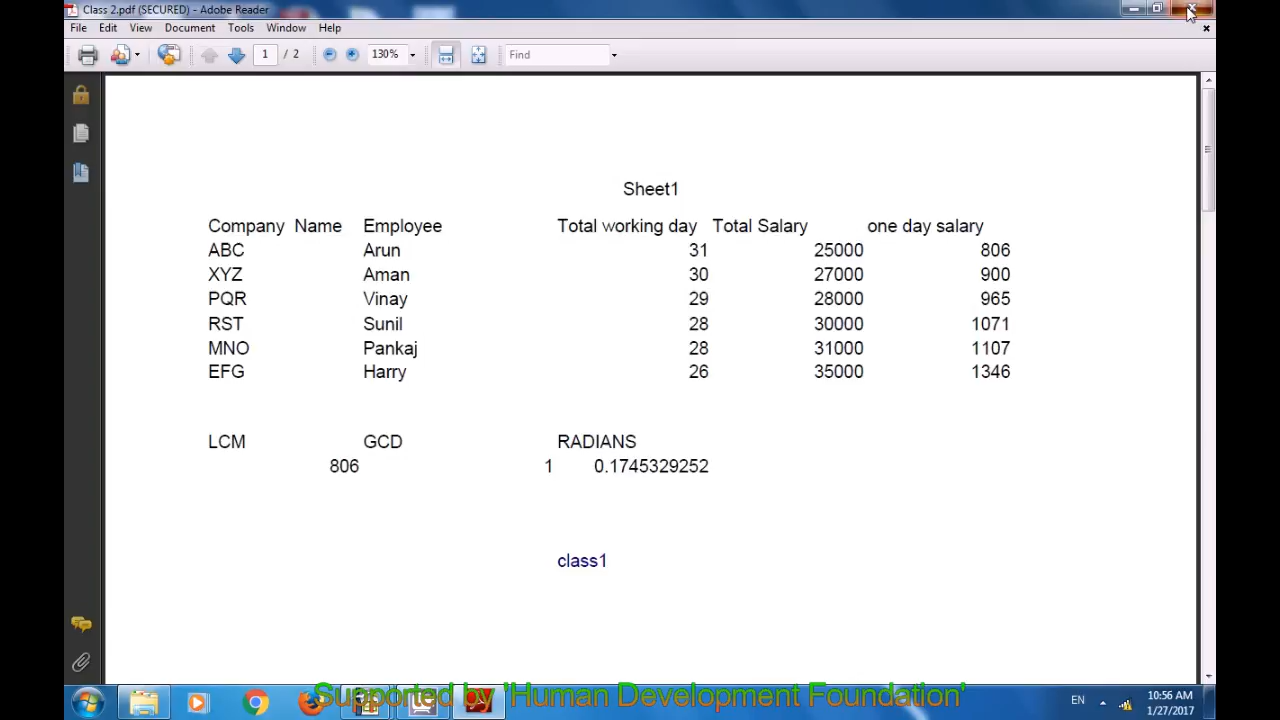 Class 2.pdf (SECURED) - Adobe Reader
File Edit View Document Tools Window Help
1 / 2 130% Find
Sheet1
Company Name Employee Total working day Total Salary one day salary
ABC Arun 31 25000 806
XYZ Aman 30 27000 900
PQR Vinay 29 28000 965
RST Sunil 28 30000 1071
MNO Pankaj 28 31000 1107
EFG Harry 26 35000 1346
LCM GCD RADIANS
806 1 0.1745329252
class1
Supported by 'Human Development Foundation'
EN 10:56 AM
1/27/2017